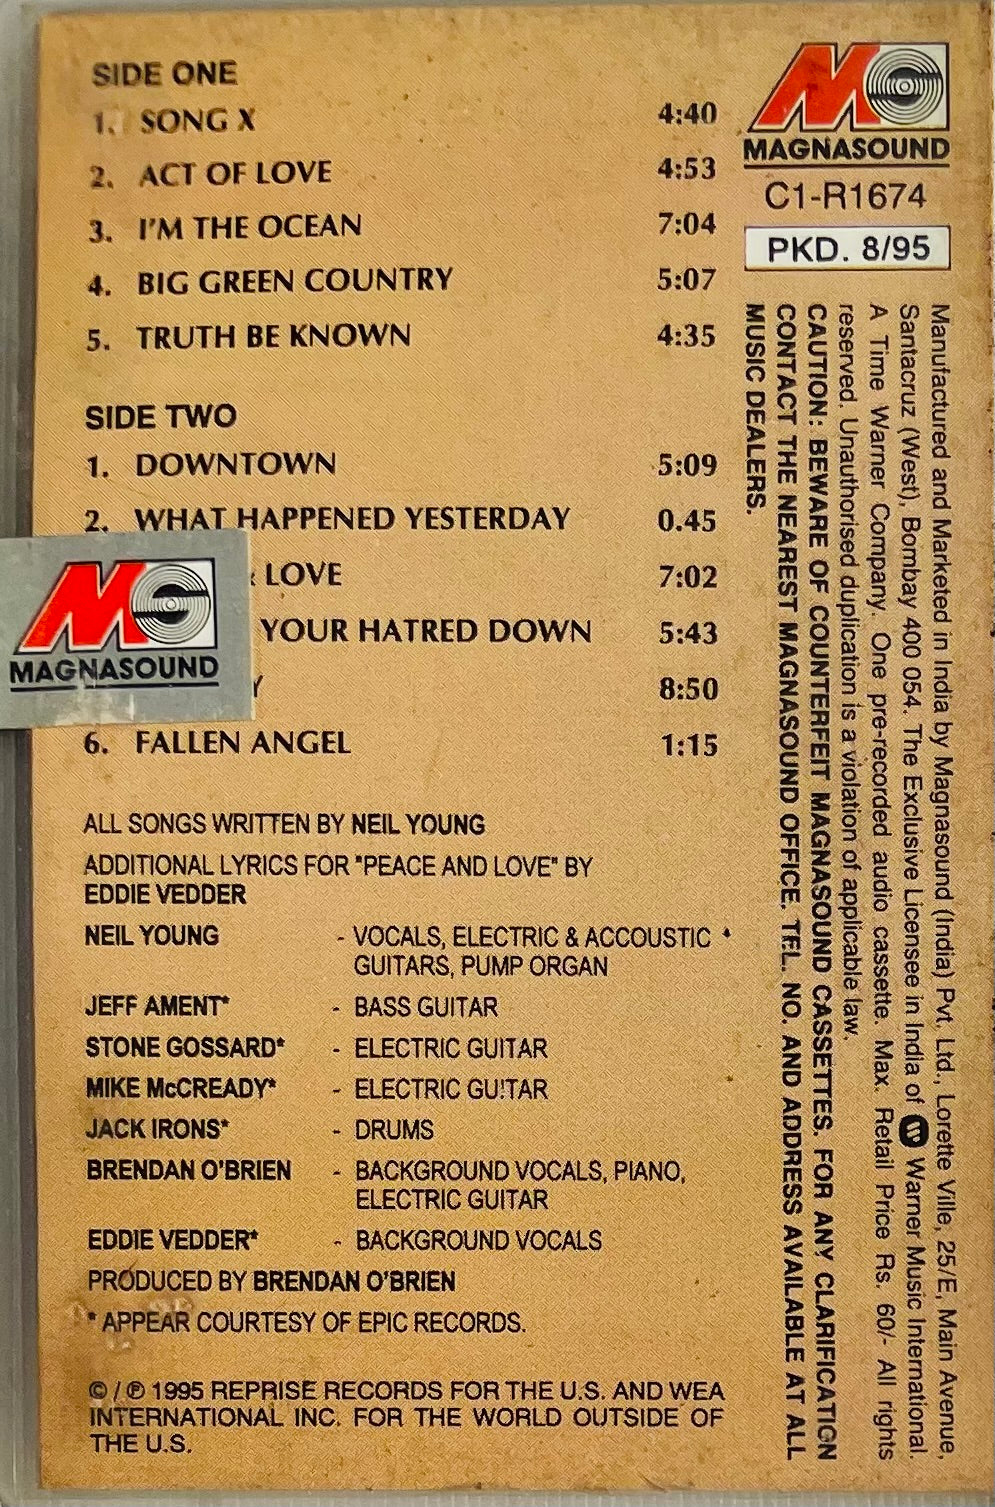 SIDE ONE
1. SONG X 4:40
2. ACT OF LOVE 4:53
3. I'M THE OCEAN 7:04
4. BIG GREEN COUNTRY 5:07
5. TRUTH BE KNOWN 4:35
SIDE TWO
1. DOWNTOWN 5:09
2. WHAT HAPPENED YESTERDAY 0.45
LOVE 7:02
YOUR HATRED DOWN 5:43
8:50
6. FALLEN ANGEL 1:15
MAGNASOUND
ALL SONGS WRITTEN BY NEIL YOUNG
ADDITIONAL LYRICS FOR "PEACE AND LOVE" BY
EDDIE VEDDER
NEIL YOUNG - VOCALS, ELECTRIC & ACCOUSTIC
GUITARS, PUMP ORGAN
JEFF AMENT* - BASS GUITAR
STONE GOSSARD* - ELECTRIC GUITAR
MIKE McCREADY* - ELECTRIC GUITAR
JACK IRONS* - DRUMS
BRENDAN O'BRIEN - BACKGROUND VOCALS, PIANO,
ELECTRIC GUITAR
EDDIE VEDDER* - BACKGROUND VOCALS
PRODUCED BY BRENDAN O'BRIEN
* APPEAR COURTESY OF EPIC RECORDS.
© / ℗ 1995 REPRISE RECORDS FOR THE U.S. AND WEA
INTERNATIONAL INC. FOR THE WORLD OUTSIDE OF
THE U.S.
MAGNASOUND
C1-R1674
PKD. 8/95
Manufactured and Marketed in India by Magnasound (India) Pvt. Ltd., Lorette Ville, 25/E, Main Avenue,
Santacruz (West), Bombay 400 054. The Exclusive Licensee in India of Warner Music International.
A Time Warner Company. One pre-recorded audio cassette. Max. Retail Price Rs. 60/- All rights
reserved. Unauthorised duplication is a violation of applicable law.
CAUTION: BEWARE OF COUNTERFEIT MAGNASOUND CASSETTES. FOR ANY CLARIFICATION
CONTACT THE NEAREST MAGNASOUND OFFICE. TEL. NO. AND ADDRESS AVAILABLE AT ALL
MUSIC DEALERS.